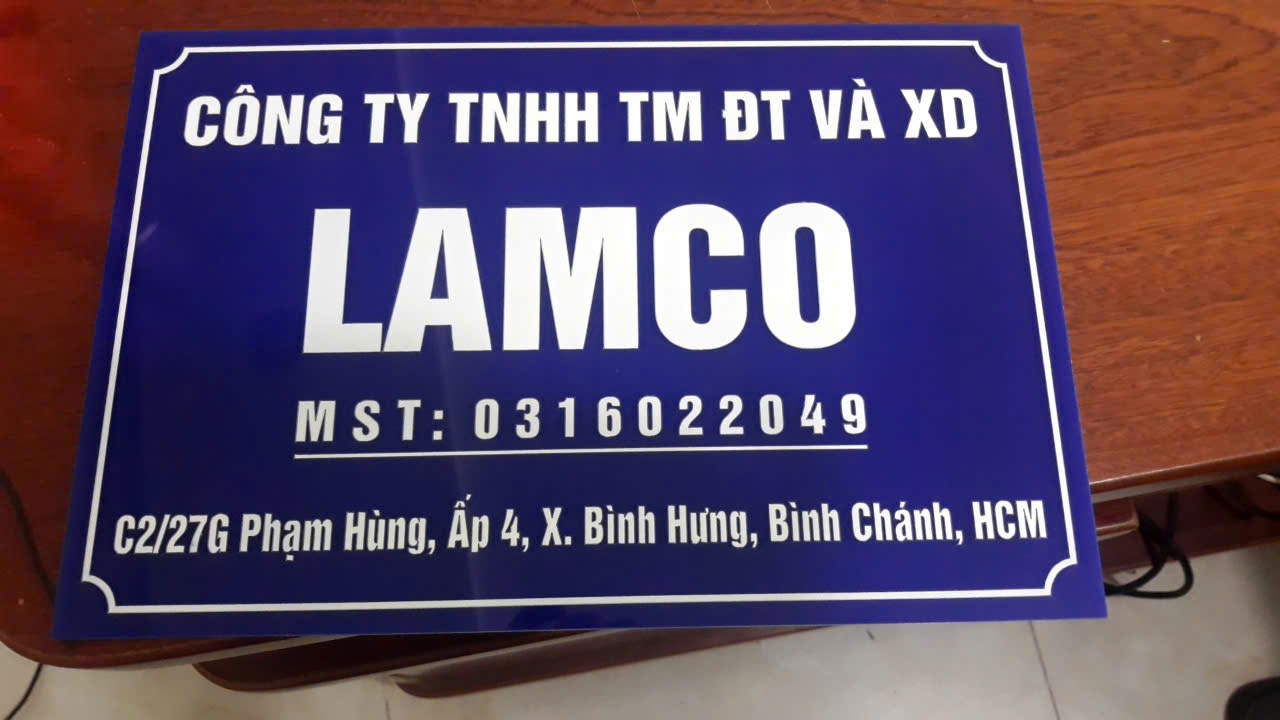 CÔNG TY TNHH TM ĐT VÀ XD
LAMCO
MST: 0316022049
C2/27G Phạm Hùng, Ấp 4, X. Bình Hưng, Bình Chánh, HCM